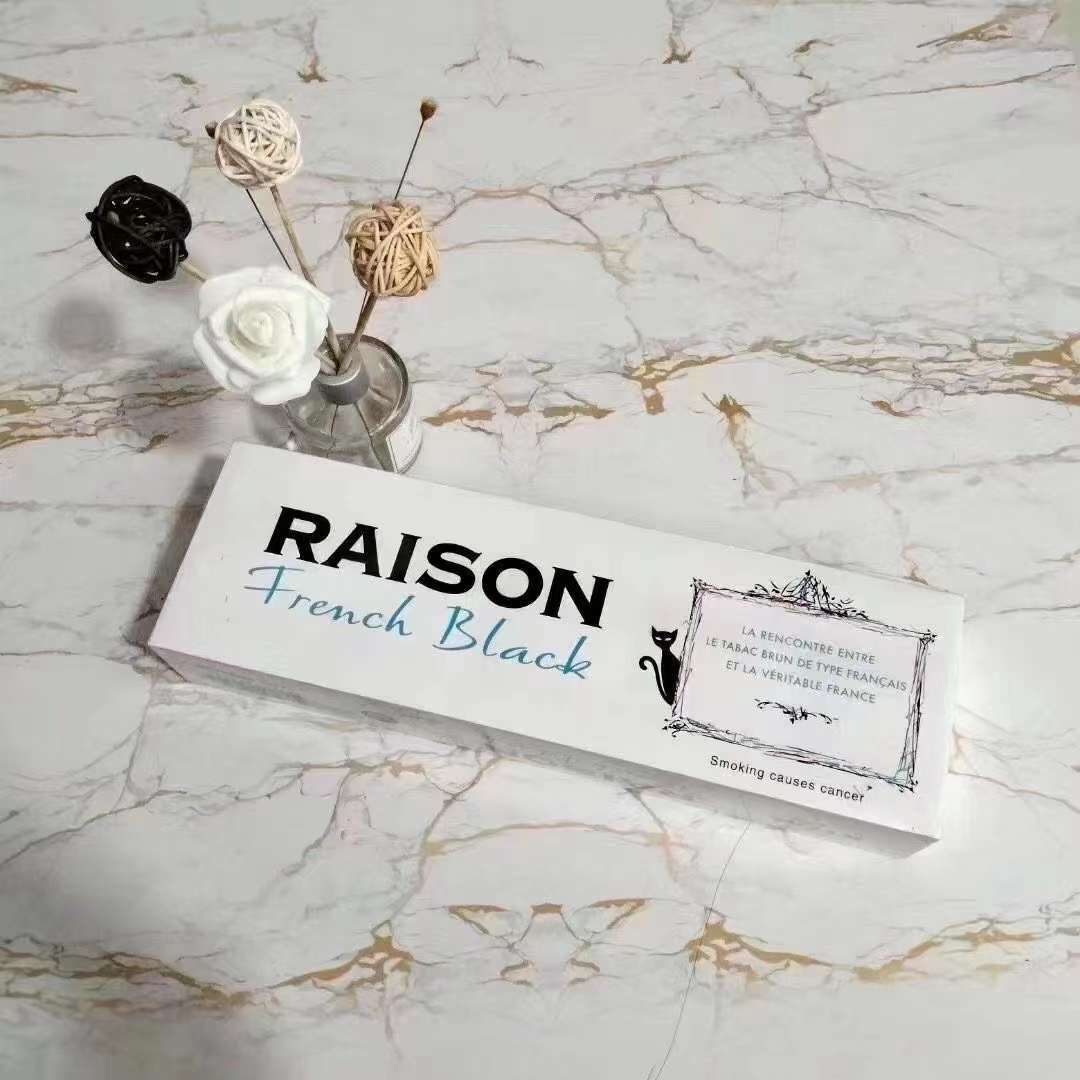 RAISON
French Black
LA RENCONTRE ENTRE
LE TABAC BRUN DE TYPE FRANÇAIS
ET LA VÉRITABLE FRANCE
Smoking causes cancer